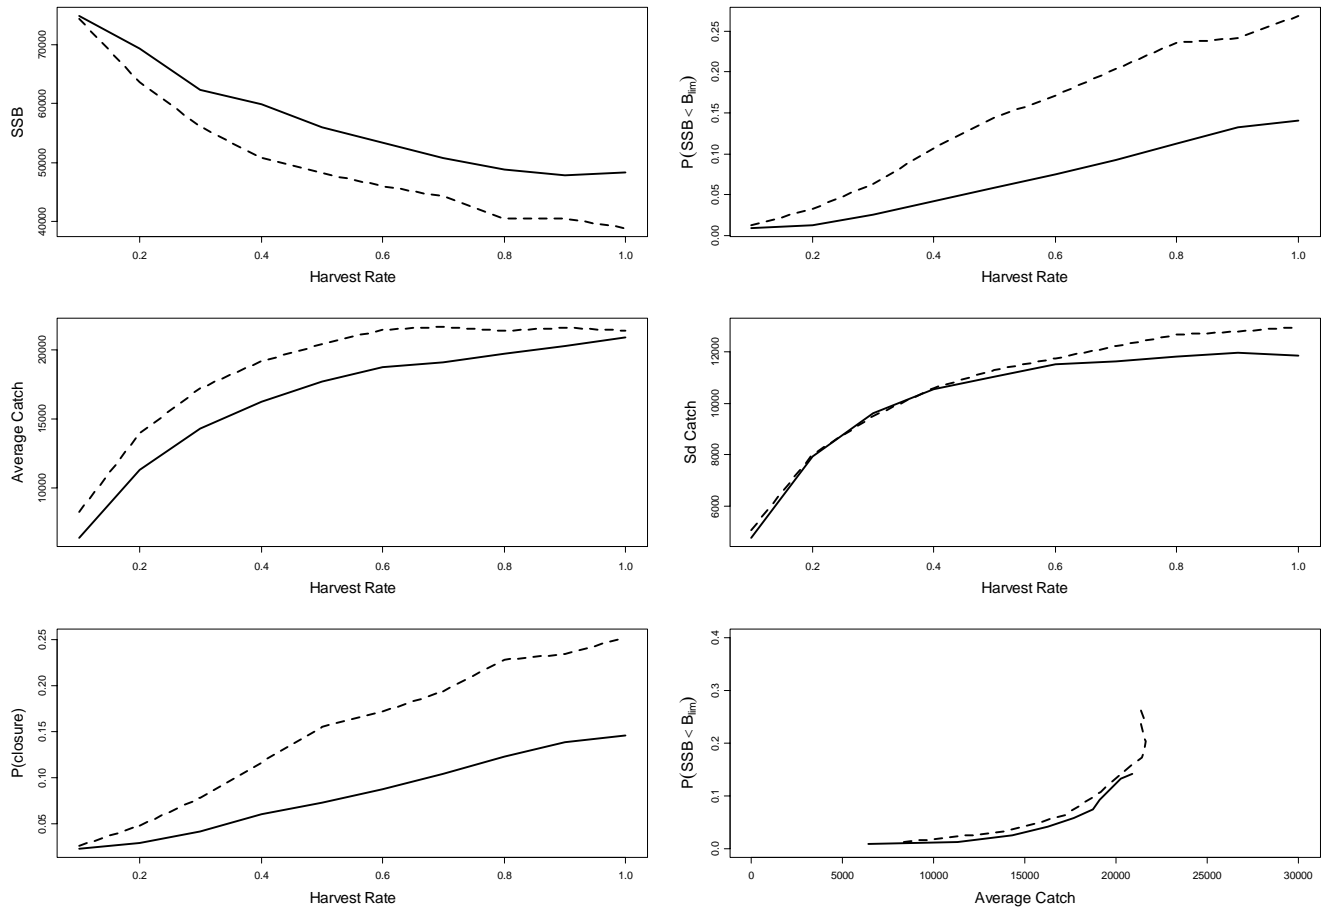 SSB
70000
60000
50000
40000
0.2 0.4 0.6 0.8 1.0
Harvest Rate
P(SSB < Blim)
0.25
0.15
0.10
0.05
0.00
0.2 0.4 0.6 0.8 1.0
Harvest Rate
Average Catch
20000
15000
10000
0.2 0.4 0.6 0.8 1.0
Harvest Rate
Sd Catch
12000
10000
8000
6000
0.2 0.4 0.6 0.8 1.0
Harvest Rate
P(closure)
0.25
0.20
0.15
0.10
0.05
0.2 0.4 0.6 0.8 1.0
Harvest Rate
P(SSB < Blim)
0.4
0.3
0.2
0.1
0.0
0 5000 10000 15000 20000 25000 30000
Average Catch